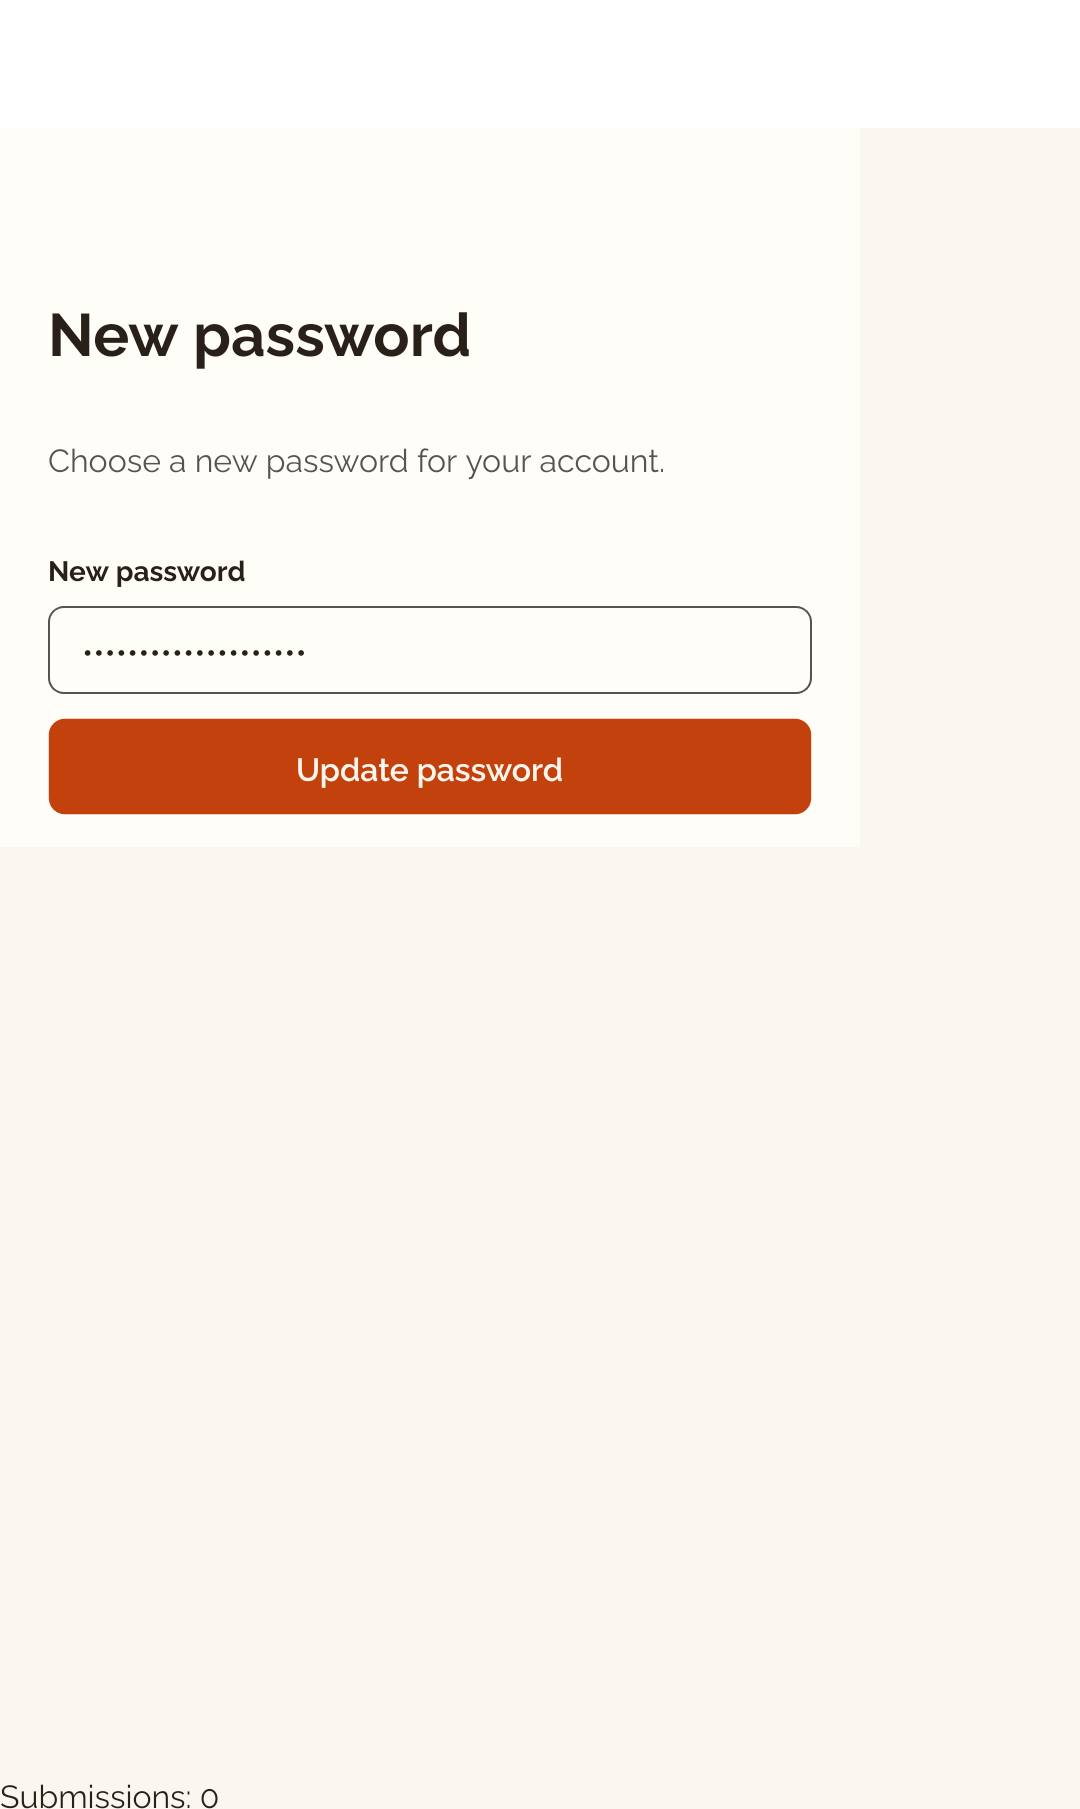 New password
Choose a new password for your account.
New password
••••••••••••••••••••
Update password
Submissions: 0